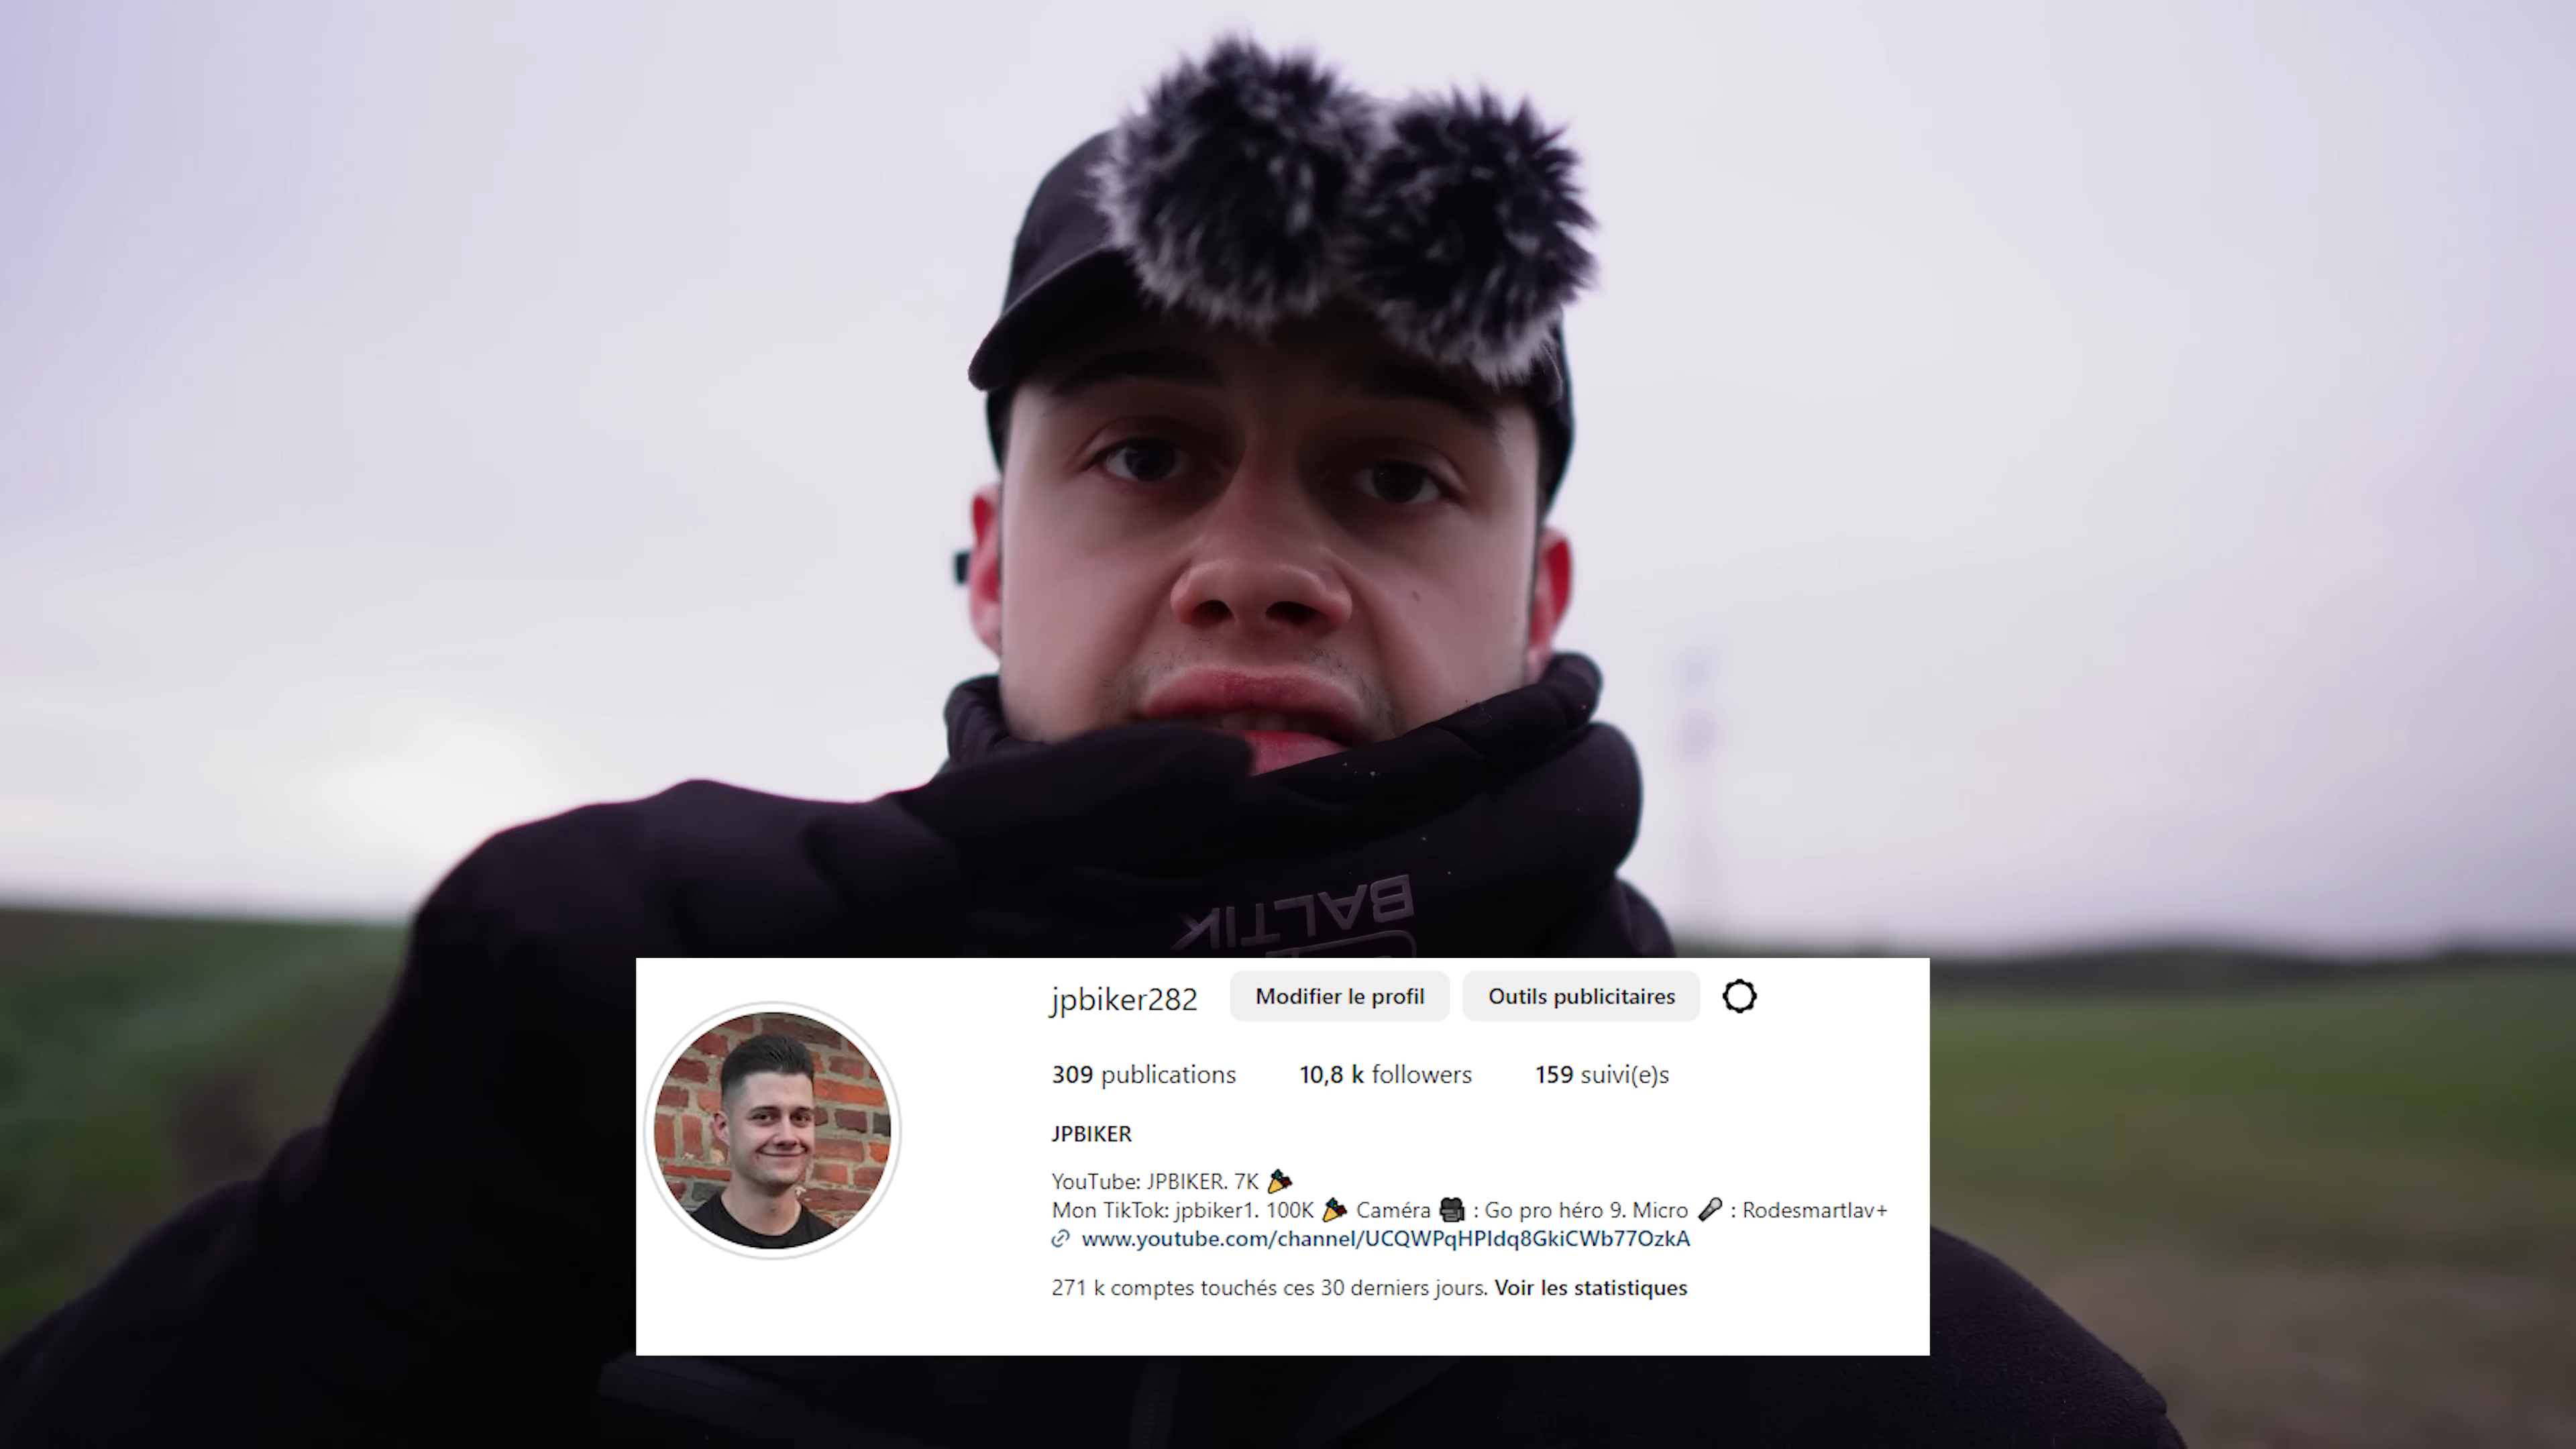 BALTIK
jpbiker282 Modifier le profil Outils publicitaires
309 publications 10,8 k followers 159 suivi(e)s
JPBIKER
YouTube: JPBIKER. 7K 🎉
Mon TikTok: jpbiker1. 100K 🎉 Caméra 🎥 : Go pro héro 9. Micro 🎤 : Rodesmartlav+
www.youtube.com/channel/UCQWPqHPIdq8GkiCWb77OzkA
271 k comptes touchés ces 30 derniers jours. Voir les statistiques